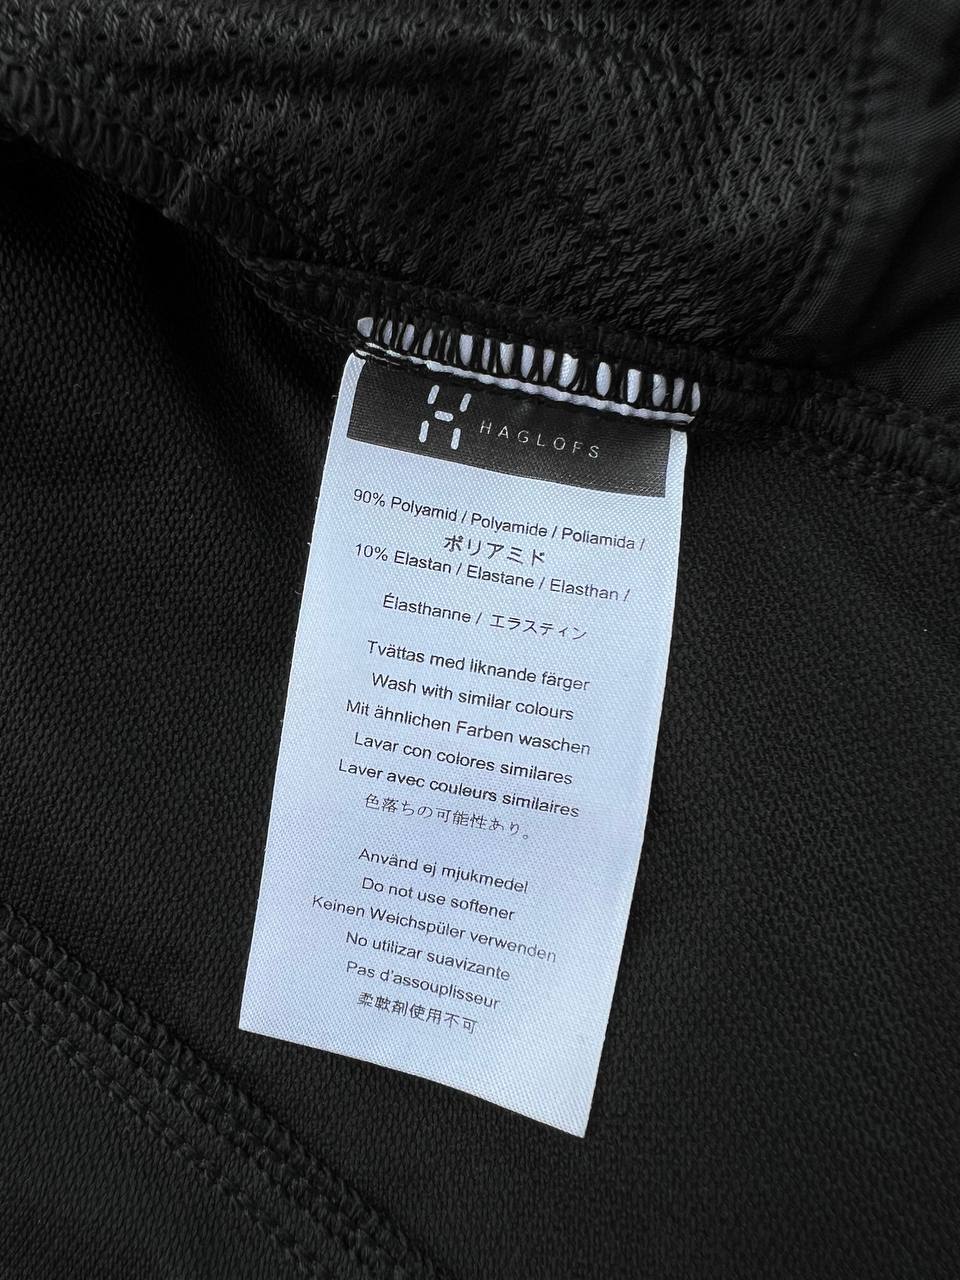 HAGLOFS
90% Polyamid / Polyamide / Poliamida /
ポリアミド
10% Elastan / Elastane / Elasthan /
Élasthanne / エラスティン
Tvättas med liknande färger
Wash with similar colours
Mit ähnlichen Farben waschen
Lavar con colores similares
Laver avec couleurs similaires
色落ちの可能性あり。
Använd ej mjukmedel
Do not use softener
Keinen Weichspüler verwenden
No utilizar suavizante
Pas d'assouplisseur
柔軟剤使用不可